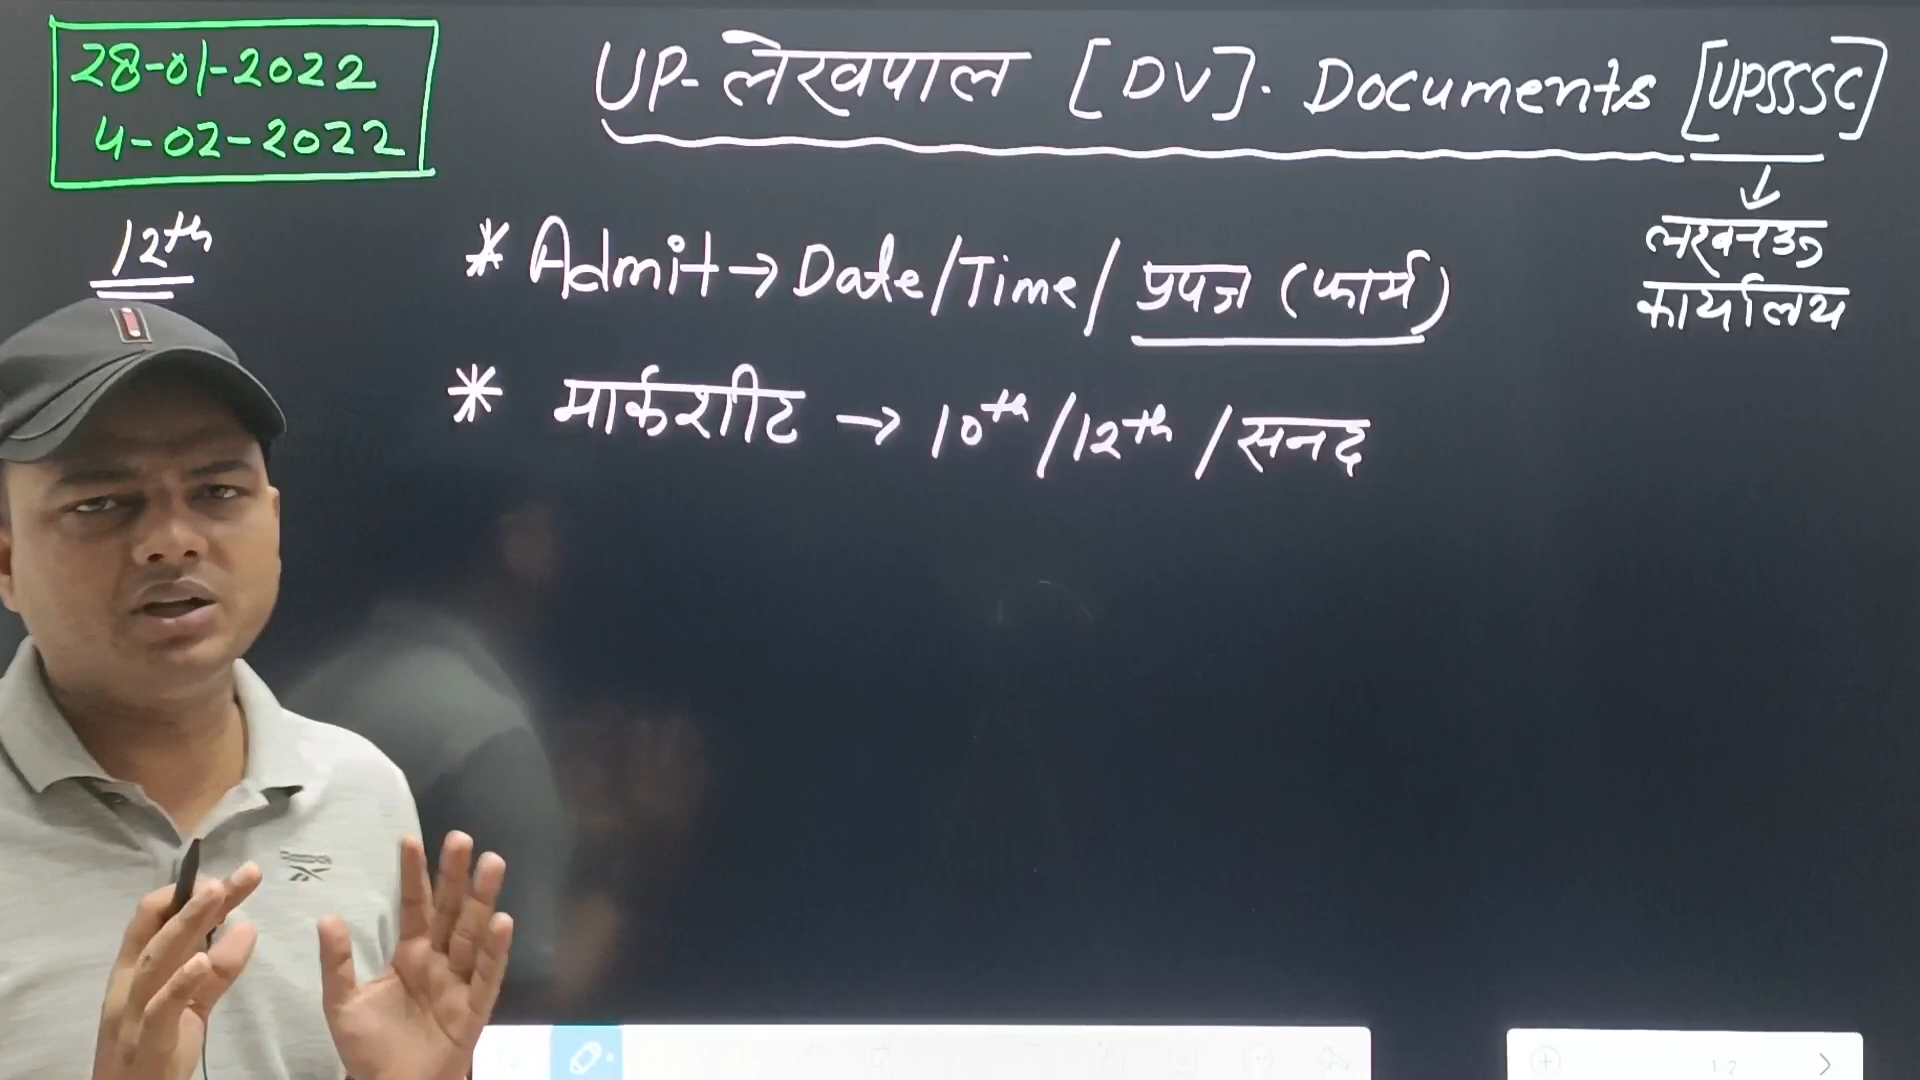 28-01-2022
4-02-2022
12th
UP-लेखपाल [DV]. Documents [UPSSSC]
↓
लखनऊ
कार्यालय
* Admit → Date/Time/ प्रपत्र (फार्म)
* मार्कशीट → 10th/12th/सनद
12